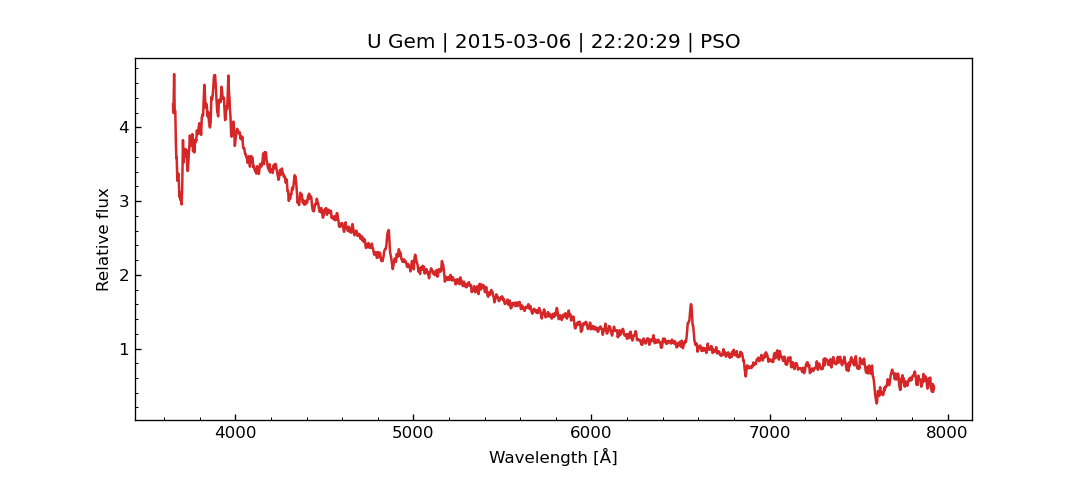 U Gem | 2015-03-06 | 22:20:29 | PSO
4
3
2
1
Relative flux
4000 5000 6000 7000 8000
Wavelength [Å]